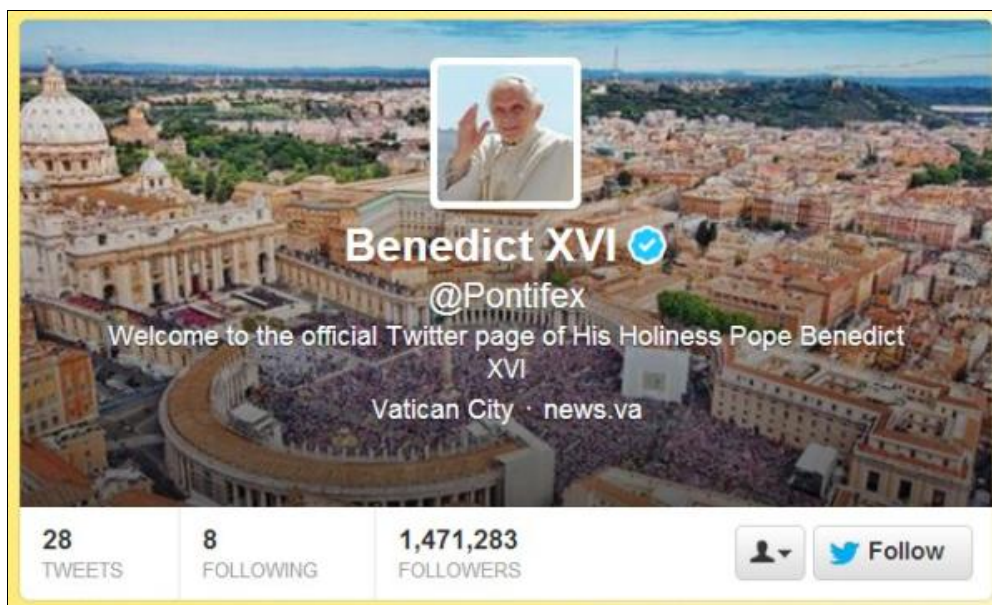 Benedict XVI
@Pontifex
Welcome to the official Twitter page of His Holiness Pope Benedict
XVI
Vatican City · news.va
28 8 1,471,283
TWEETS FOLLOWING FOLLOWERS
Follow